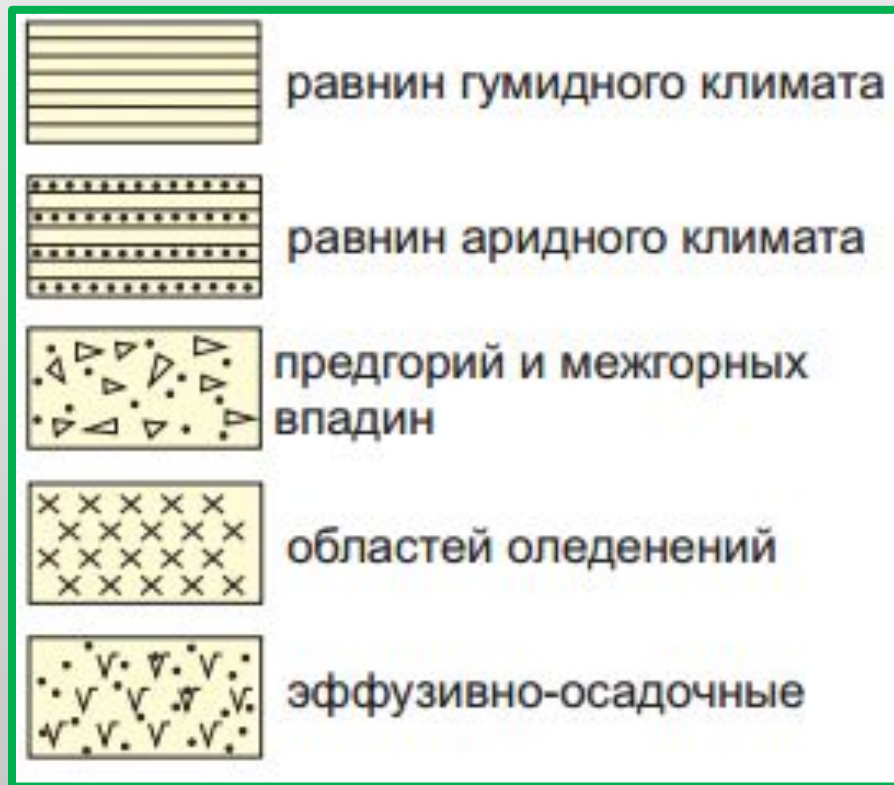 равнин гумидного климата
равнин аридного климата
предгорий и межгорных
впадин
областей оледенений
эффузивно-осадочные